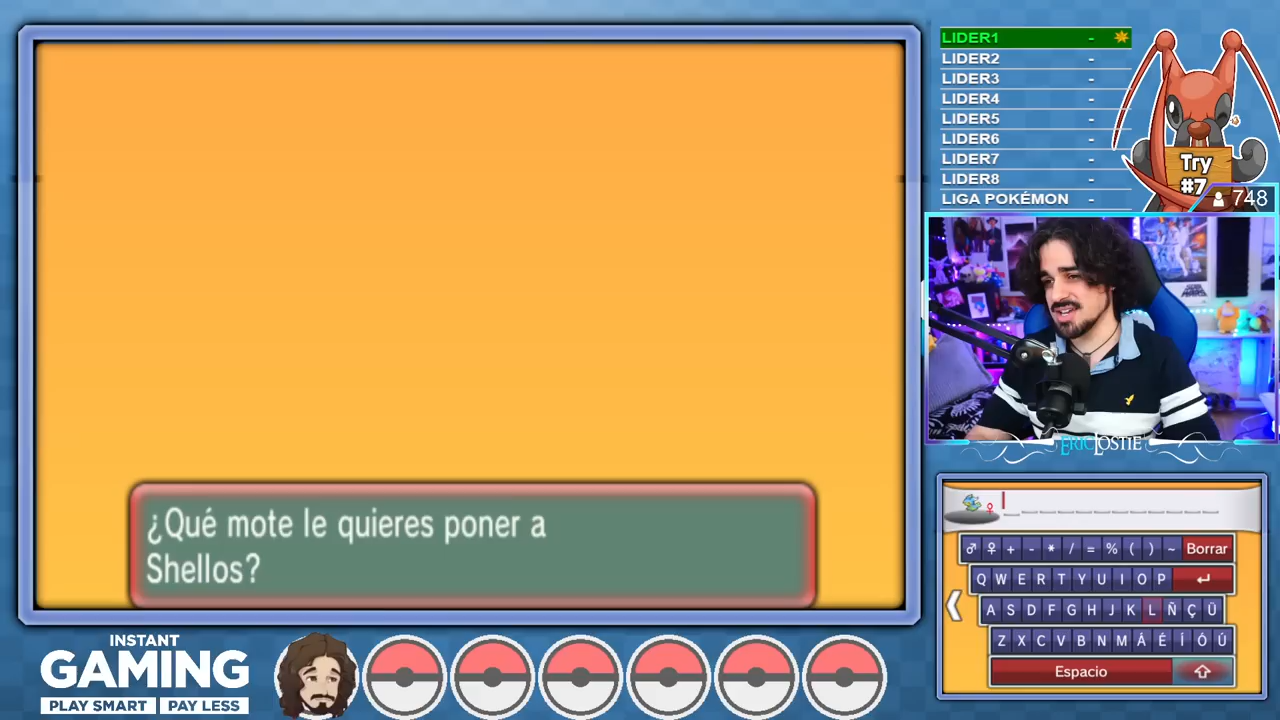 LIDER1 -
LIDER2 -
LIDER3 -
LIDER4 -
LIDER5 -
LIDER6 -
LIDER7 -
LIDER8 -
LIGA POKÉMON -
Try
#7
748
ERICLOSTIE
¿Qué mote le quieres poner a
Shellos?
♂ ♀ + - * / = % ( ) ~ Borrar
Q W E R T Y U I O P
A S D F G H J K L Ñ Ç Ü
Z X C V B N M Á É Í Ó Ú
Espacio
INSTANT
GAMING
PLAY SMART | PAY LESS